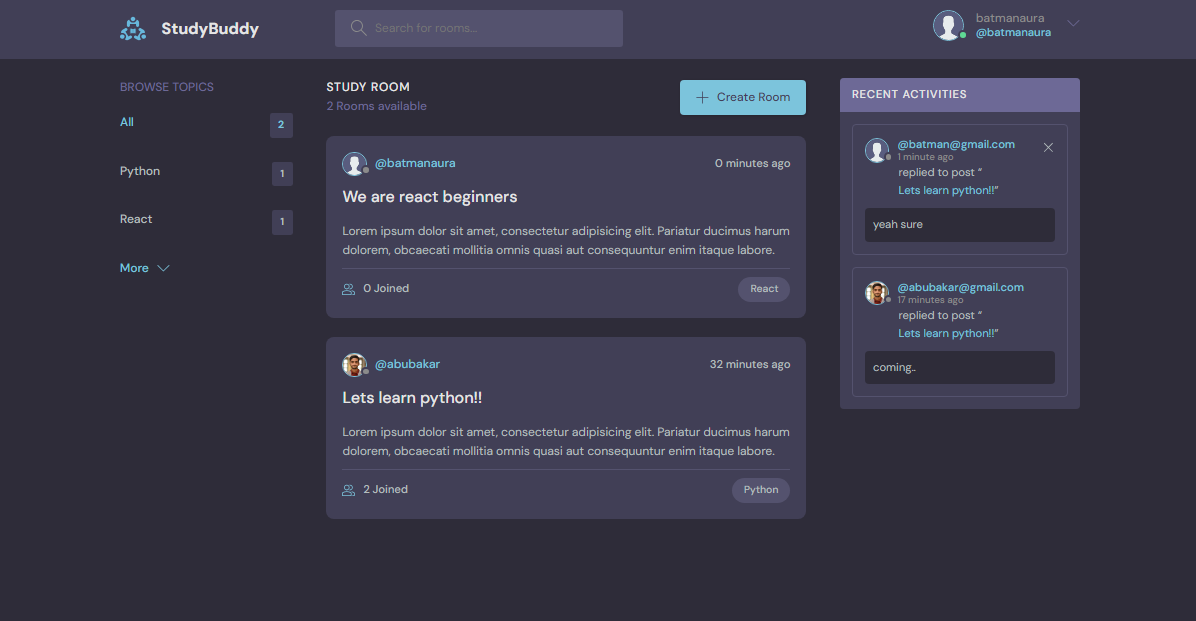 StudyBuddy
Search for rooms...
batmanaura
@batmanaura
BROWSE TOPICS
All
2
Python
1
React
1
More
STUDY ROOM
2 Rooms available
Create Room
@batmanaura
0 minutes ago
We are react beginners
Lorem ipsum dolor sit amet, consectetur adipisicing elit. Pariatur ducimus harum
dolorem, obcaecati mollitia omnis quasi aut consequuntur enim itaque labore.
0 Joined
React
@abubakar
32 minutes ago
Lets learn python!!
Lorem ipsum dolor sit amet, consectetur adipisicing elit. Pariatur ducimus harum
dolorem, obcaecati mollitia omnis quasi aut consequuntur enim itaque labore.
2 Joined
Python
RECENT ACTIVITIES
@batman@gmail.com
1 minute ago
replied to post “
Lets learn python!!”
yeah sure
@abubakar@gmail.com
17 minutes ago
replied to post “
Lets learn python!!”
coming..